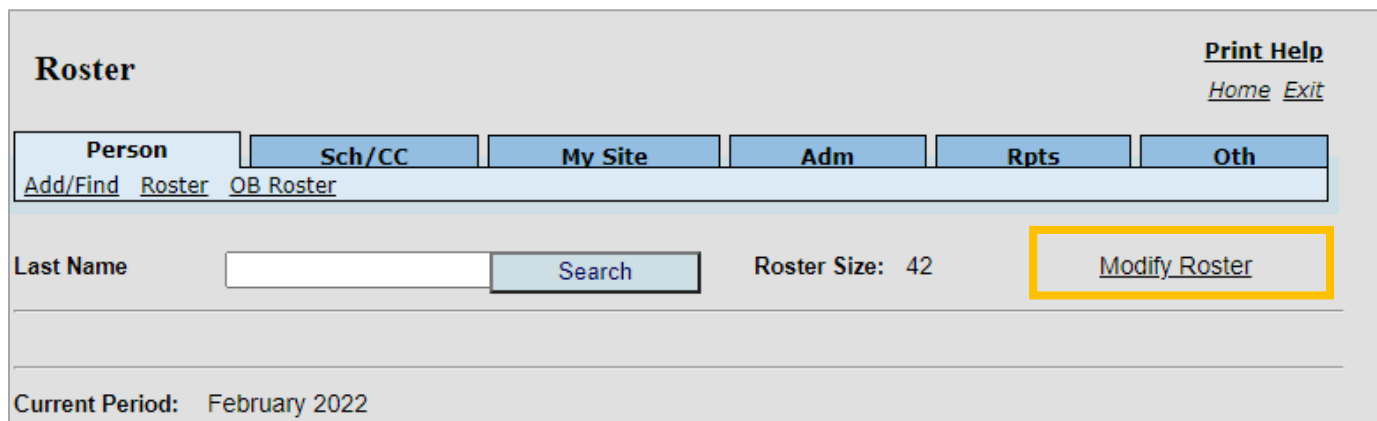 Roster
Print Help
Home Exit
Person Sch/CC My Site Adm Rpts Oth
Add/Find Roster OB Roster
Last Name Search Roster Size: 42 Modify Roster
Current Period: February 2022